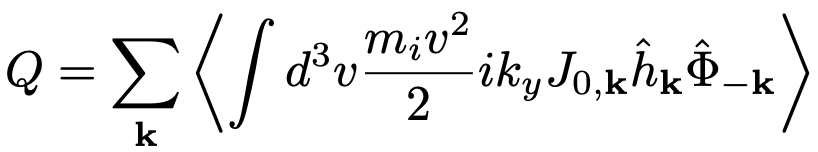 Q = \sum_{\mathbf{k}} \left\langle \int d^3v \frac{m_i v^2}{2} i k_y J_{0,\mathbf{k}} \hat{h}_{\mathbf{k}} \hat{\Phi}_{-\mathbf{k}} \right\rangle